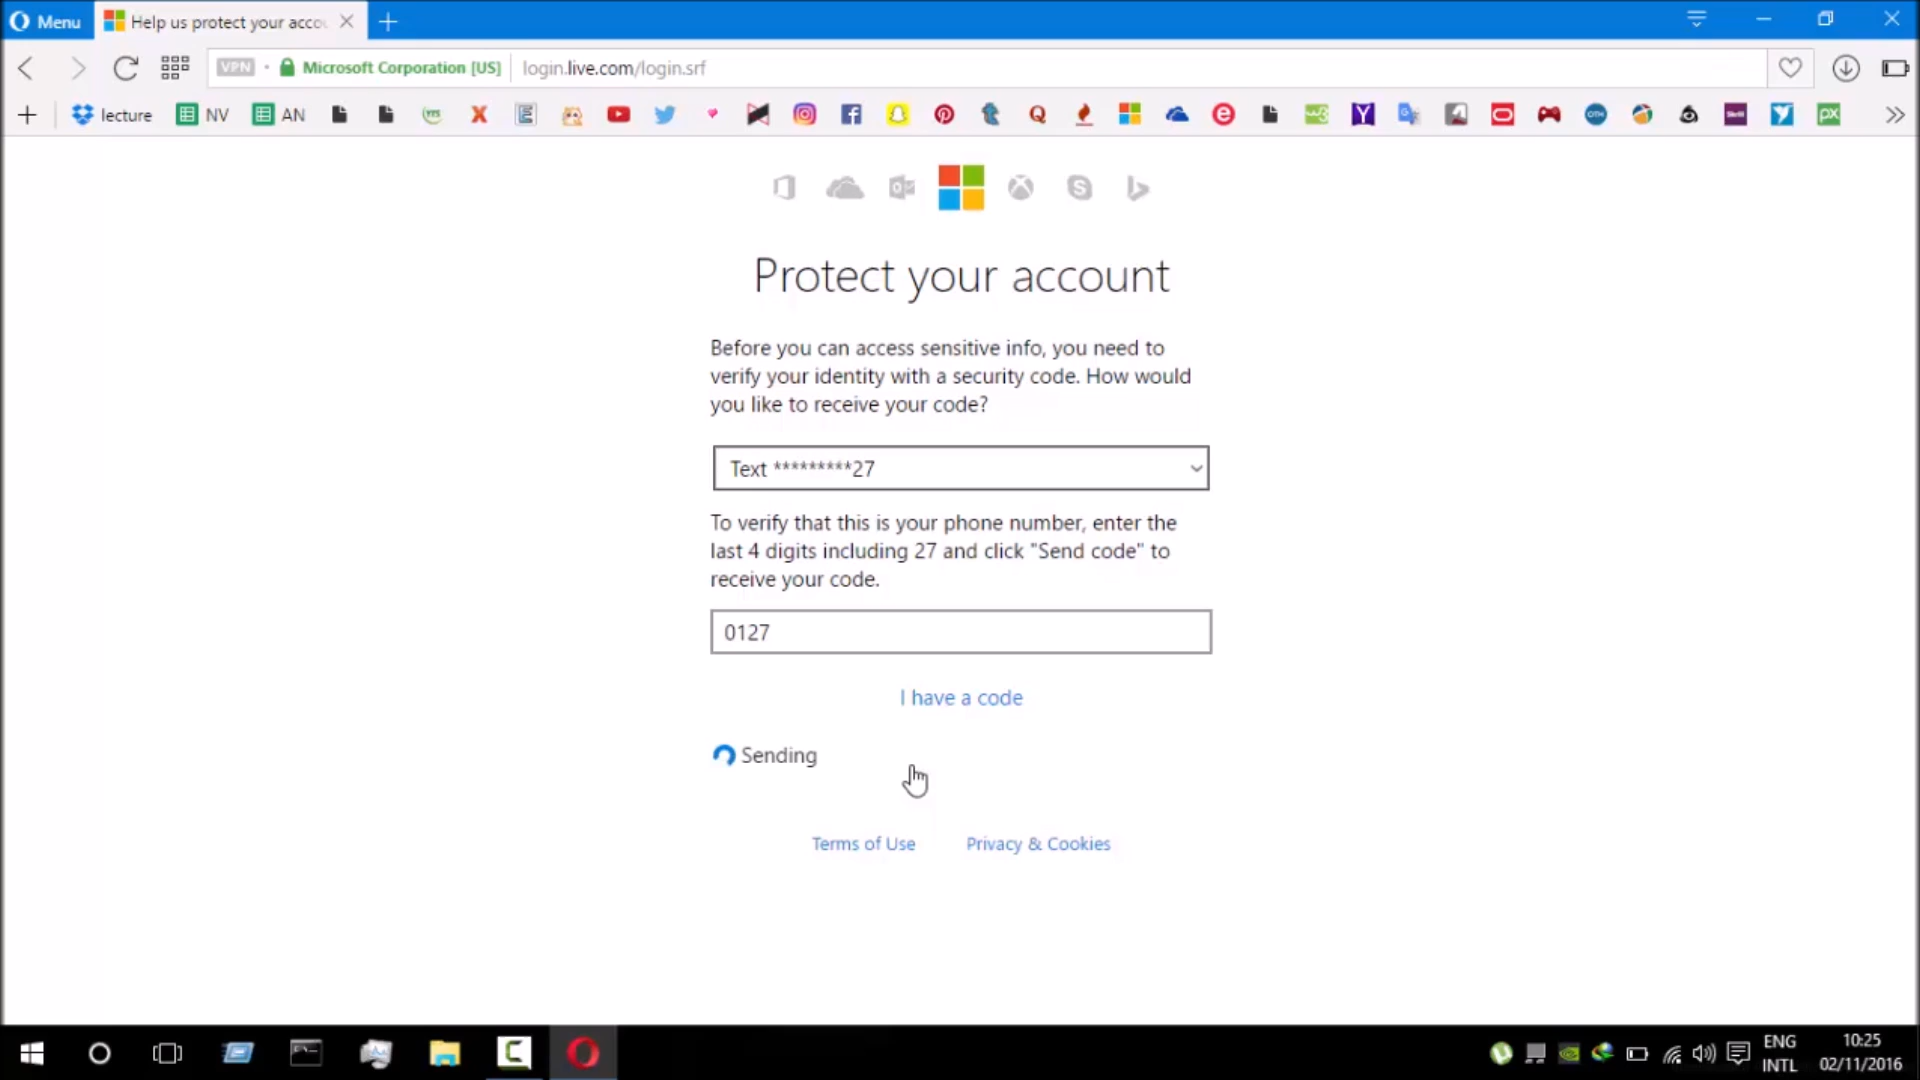 Menu
Help us protect your acco
VPN
Microsoft Corporation [US]
login.live.com/login.srf
lecture
NV
AN
Protect your account
Before you can access sensitive info, you need to
verify your identity with a security code. How would
you like to receive your code?
Text *********27
To verify that this is your phone number, enter the
last 4 digits including 27 and click "Send code" to
receive your code.
0127
I have a code
Sending
Terms of Use
Privacy & Cookies
ENG
INTL
10:25
02/11/2016